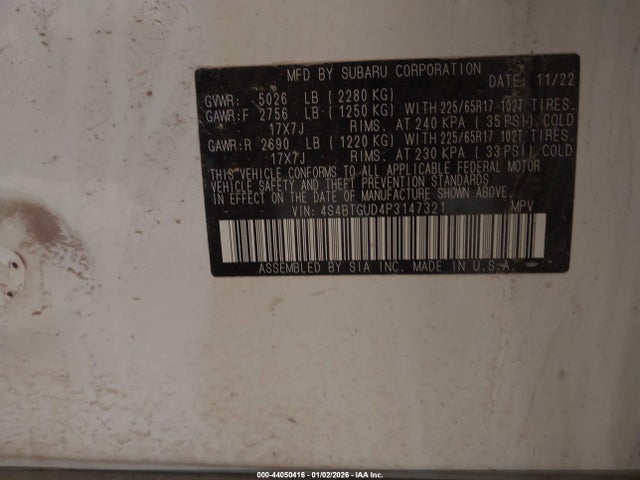 MFD BY SUBARU CORPORATION DATE: 11/22
GVWR: 5026 LB ( 2280 KG)
GAWR:F 2756 LB ( 1250 KG) WITH 225/65R17 102T TIRES.
17X7J RIMS. AT 240 KPA ( 35 PSI) COLD
GAWR:R 2690 LB ( 1220 KG) WITH 225/65R17 102T TIRES.
17X7J RIMS. AT 230 KPA ( 33 PSI) COLD
THIS VEHICLE CONFORMS TO ALL APPLICABLE FEDERAL MOTOR
VEHICLE SAFETY AND THEFT PREVENTION STANDARDS
IN EFFECT ON THE DATE OF MANUFACTURE SHOWN ABOVE.
VIN: 4S4BTGUD4P3147321 MPV
ASSEMBLED BY SIA INC. MADE IN U.S.A.
000-44050416 - 01/02/2026 - IAA Inc.